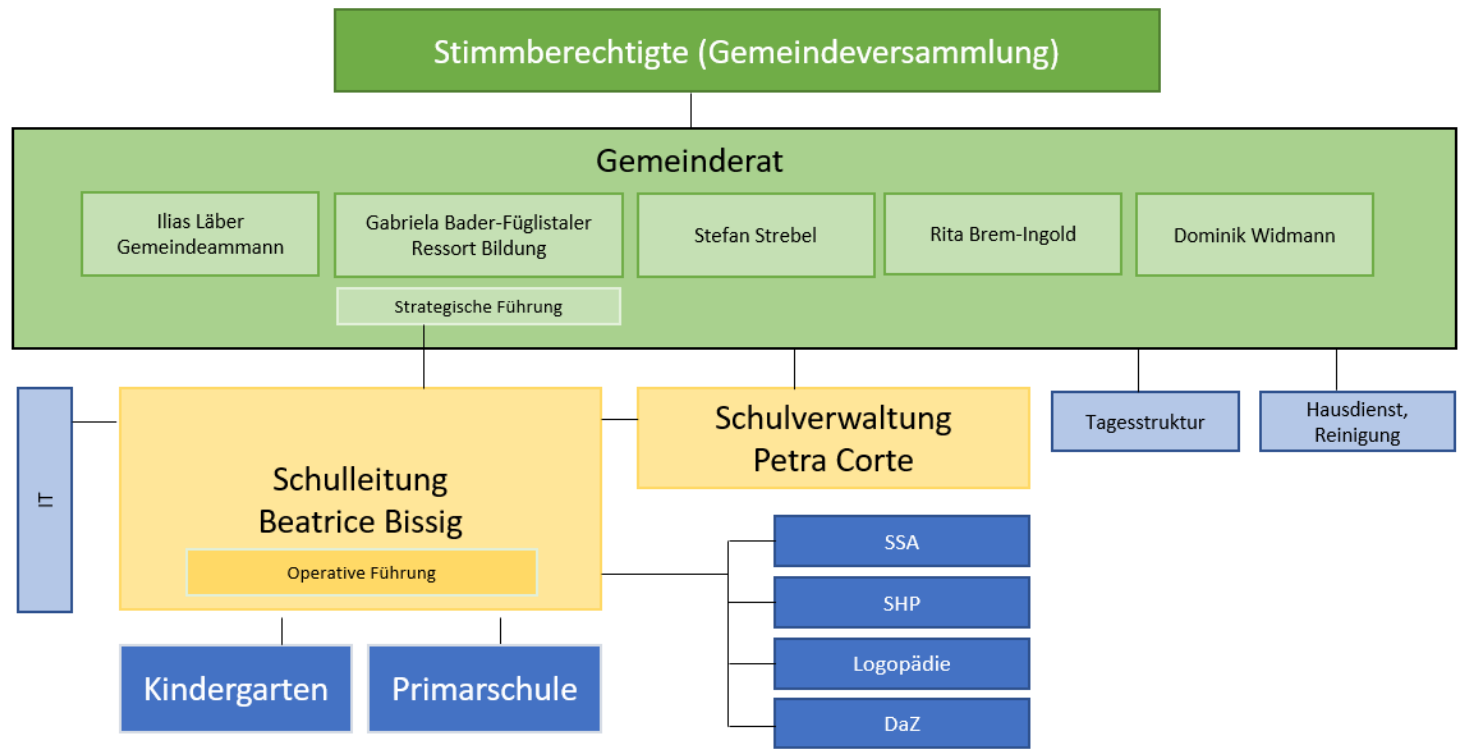 Stimmberechtigte (Gemeindeversammlung)
Gemeinderat
Ilias Läber
Gemeindeammann
Gabriela Bader-Füglistaler
Ressort Bildung
Stefan Strebel
Rita Brem-Ingold
Dominik Widmann
Strategische Führung
IT
Schulleitung
Beatrice Bissig
Operative Führung
Schulverwaltung
Petra Corte
Tagesstruktur
Hausdienst,
Reinigung
SSA
SHP
Logopädie
DaZ
Kindergarten
Primarschule